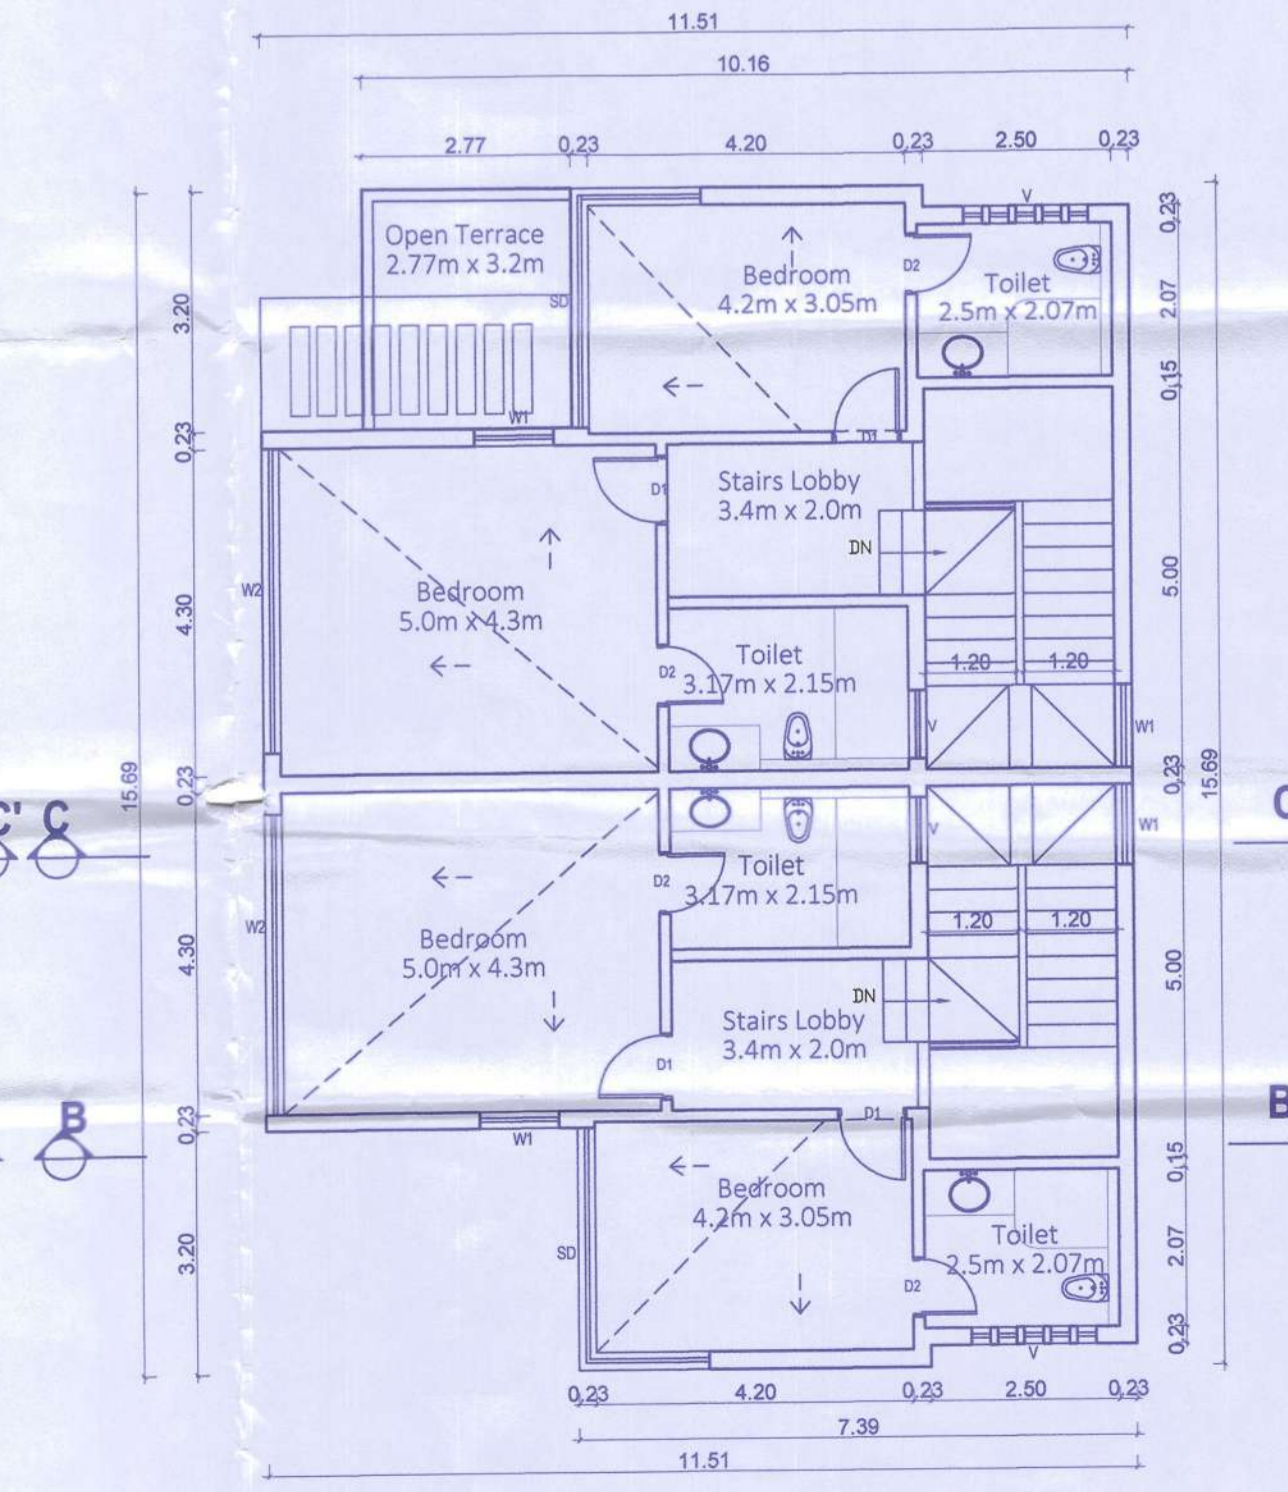 11.51
10.16
2.77 0,23 4.20 0,23 2.50 0,23
V
0,23
Open Terrace
2.77m x 3.2m
Bedroom
4.2m x 3.05m
D2
Toilet
2.5m x 2.07m
SD
3.20
2.07
0,15
W1
D1
0,23
Stairs Lobby
3.4m x 2.0m
D1
DN
W2
Bedroom
5.0m x 4.3m
4.30
5.00
Toilet
3.17m x 2.15m
D2
1.20 1.20
V
W1
15.69
0,23
0,23
15.69
C' C
C
V
W1
Toilet
3.17m x 2.15m
D2
W2
1.20 1.20
Bedroom
5.0m x 4.3m
4.30
5.00
DN
Stairs Lobby
3.4m x 2.0m
D1
B
B
0,23
W1
D1
0,15
Bedroom
4.2m x 3.05m
Toilet
2.5m x 2.07m
SD
3.20
2.07
D2
0,23
V
0,23 4.20 0,23 2.50 0,23
7.39
11.51